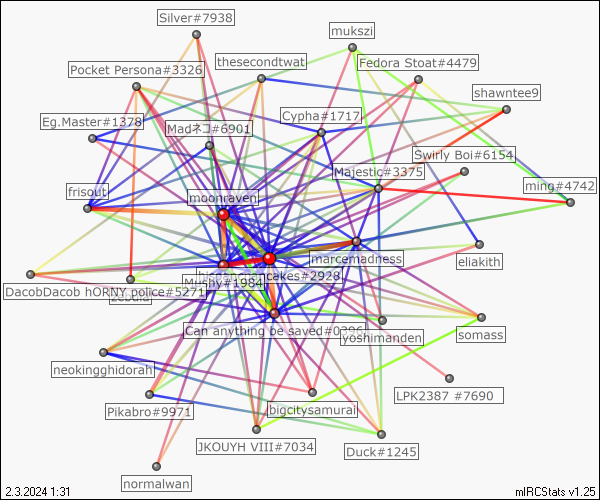 Silver#7938
mukszi
thesecondtwat
Fedora Stoat#4479
Pocket Persona#3326
shawntee9
Cypha#1717
Eg.Master#1378
Madネコ#6901
Swirly Boi#6154
Majestic#3375
ming#4742
frisout
moonraven
marcemadness
eliakith
cakes#2928
Mushy#1984
DacobDacob hORNY police#5271
Can anything be saved#0396
yoshimanden
somass
neokingghidorah
LPK2387 #7690
bigcitysamurai
Pikabro#9971
JKOUYH VIII#7034
Duck#1245
normalwan
2.3.2024 1:31
mIRCStats v1.25